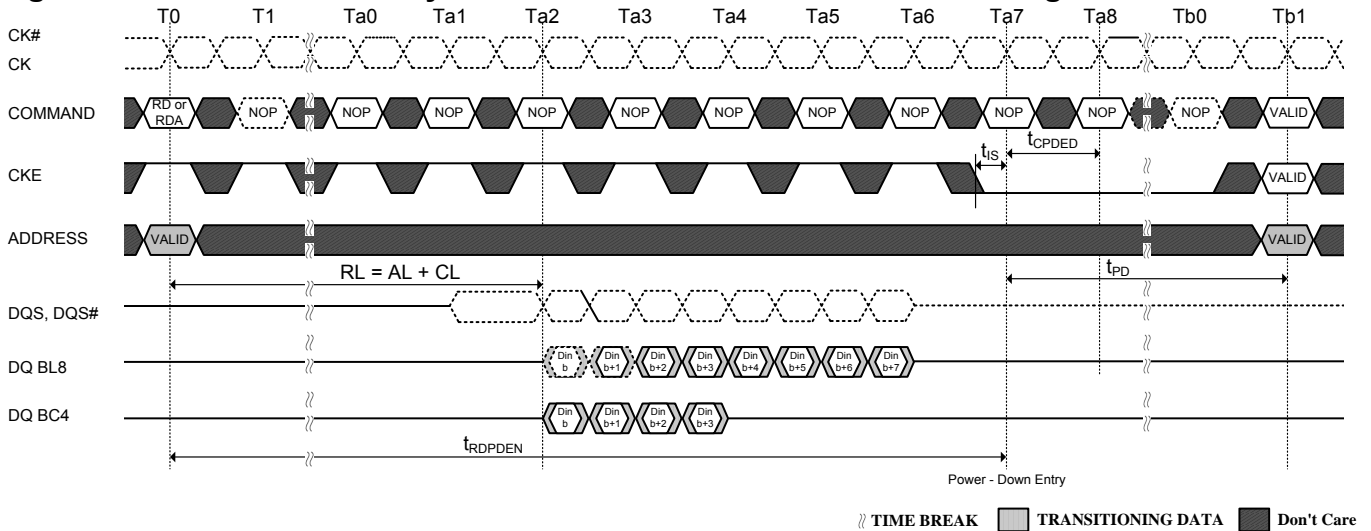 T0 T1 Ta0 Ta1 Ta2 Ta3 Ta4 Ta5 Ta6 Ta7 Ta8 Tb0 Tb1
CK#
CK
COMMAND RD or RDA NOP NOP NOP NOP NOP NOP NOP NOP NOP NOP NOP VALID
tIS tCPDED
CKE VALID
ADDRESS VALID VALID
RL = AL + CL tPD
DQS, DQS#
DQ BL8 Din b Din b+1 Din b+2 Din b+3 Din b+4 Din b+5 Din b+6 Din b+7
DQ BC4 Din b Din b+1 Din b+2 Din b+3
tRDPDEN
Power - Down Entry
TIME BREAK TRANSITIONING DATA Don't Care